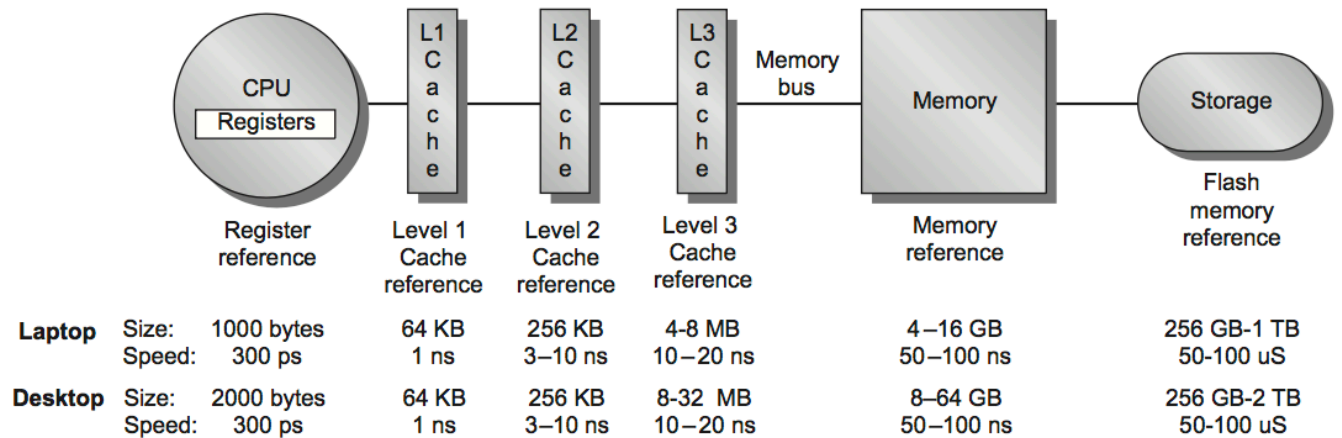 CPU
Registers
L1
C
a
c
h
e
L2
C
a
c
h
e
L3
C
a
c
h
e
Memory
bus
Memory
Storage
Register
reference
Level 1
Cache
reference
Level 2
Cache
reference
Level 3
Cache
reference
Memory
reference
Flash
memory
reference
Laptop Size: 1000 bytes 64 KB 256 KB 4-8 MB 4–16 GB 256 GB-1 TB
Speed: 300 ps 1 ns 3–10 ns 10–20 ns 50–100 ns 50-100 uS
Desktop Size: 2000 bytes 64 KB 256 KB 8-32 MB 8–64 GB 256 GB-2 TB
Speed: 300 ps 1 ns 3–10 ns 10–20 ns 50–100 ns 50-100 uS